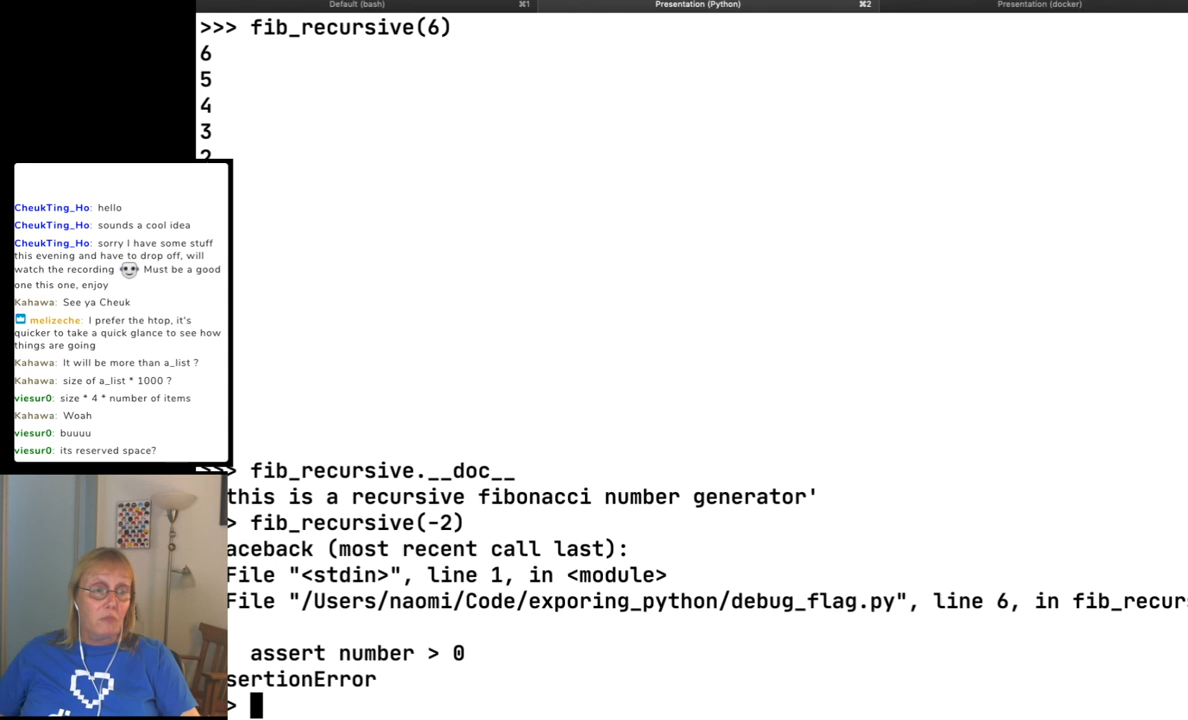 Default (bash) ⌘1 Presentation (Python) ⌘2 Presentation (docker)
>>> fib_recursive(6)
6
5
4
3
2
CheukTing_Ho: hello
CheukTing_Ho: sounds a cool idea
CheukTing_Ho: sorry I have some stuff
this evening and have to drop off, will
watch the recording Must be a good
one this one, enjoy
Kahawa: See ya Cheuk
melizeche: I prefer the htop, it's
quicker to take a quick glance to see how
things are going
Kahawa: It will be more than a_list ?
Kahawa: size of a_list * 1000 ?
viesur0: size * 4 * number of items
Kahawa: Woah
viesur0: buuuu
viesur0: its reserved space?
>>> fib_recursive.__doc__
this is a recursive fibonacci number generator'
> fib_recursive(-2)
aceback (most recent call last):
File "<stdin>", line 1, in <module>
File "/Users/naomi/Code/exporing_python/debug_flag.py", line 6, in fib_recurs
assert number > 0
sertionError
>